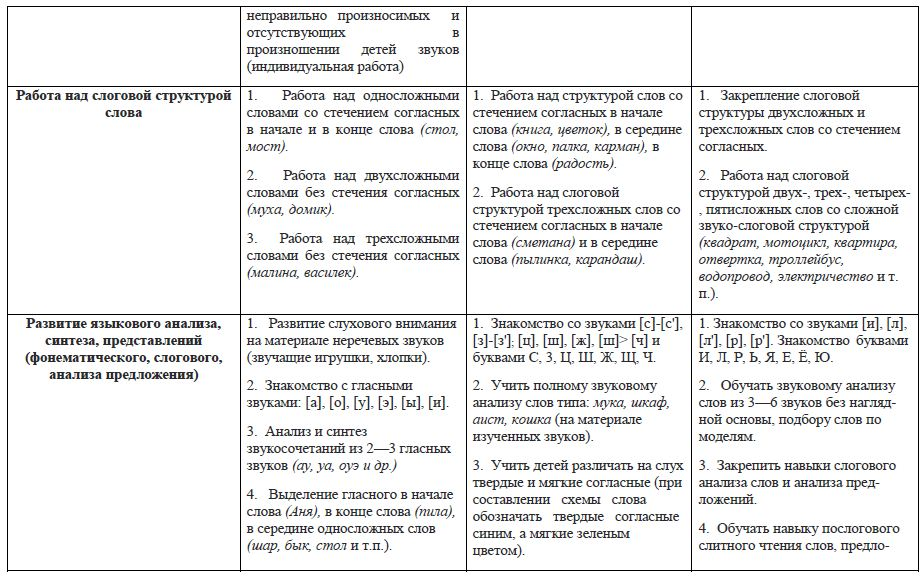 неправильно произносимых и
отсутствующих в
произношении детей звуков
(индивидуальная работа)
Работа над слоговой структурой
слова
1. Работа над односложными
словами со стечением согласных
в начале и в конце слова (стол,
мост).
2. Работа над двухсложными
словами без стечения согласных
(муха, домик).
3. Работа над трехсложными
словами без стечения согласных
(малина, василек).
1. Работа над структурой слов со
стечением согласных в начале
слова (книга, цветок), в середине
слова (окно, палка, карман), в
конце слова (радость).
2. Работа над слоговой
структурой трехсложных слов со
стечением согласных в начале
слова (сметана) и в середине
слова (пылинка, карандаш).
1. Закрепление слоговой
структуры двухсложных и
трехсложных слов со стечением
согласных.
2. Работа над слоговой
структурой двух-, трех-, четырех-
, пятисложных слов со сложной
звуко-слоговой структурой
(квадрат, мотоцикл, квартира,
отвертка, троллейбус,
водопровод, электричество и т.
п.).
Развитие языкового анализа,
синтеза, представлений
(фонематического, слогового,
анализа предложения)
1. Развитие слухового внимания
на материале неречевых звуков
(звучащие игрушки, хлопки).
2. Знакомство с гласными
звуками: [а], [о], [у], [э], [ы], [и].
3. Анализ и синтез
звукосочетаний из 2—3 гласных
звуков (ау, уа, оуэ и др.)
4. Выделение гласного в начале
слова (Аня), в конце слова (пила),
в середине односложных слов
(шар, бык, стол и т.п.).
1. Знакомство со звуками [с]-[с'],
[з]-[з'], [ц], [ш], [ж], [ш]> [ч] и
буквами С, З, Ц, Ш, Ж, Щ, Ч.
2. Учить полному звуковому
анализу слов типа: мука, шкаф,
аист, кошка (на материале
изученных звуков).
3. Учить детей различать на слух
твердые и мягкие согласные (при
составлении схемы слова
обозначать твердые согласные
синим, а мягкие зеленым
цветом).
1. Знакомство со звуками [и], [л],
[л'], [р], [р']. Знакомство буквами
И, Л, Р, Ь, Я, Е, Ё, Ю.
2. Обучать звуковому анализу
слов из 3—6 звуков без нагляд-
ной основы, подбору слов по
моделям.
3. Закрепить навыки слогового
анализа слов и анализа пред-
ложений.
4. Обучать навыку послогового
слитного чтения слов, предло-